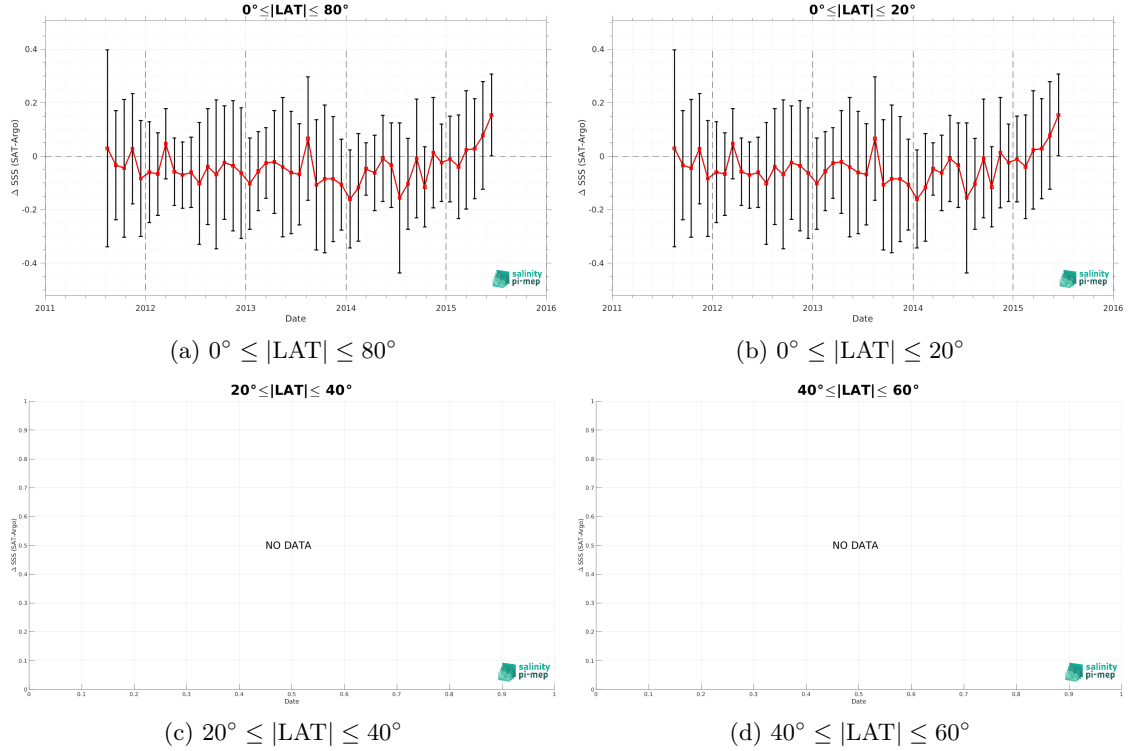 0°≤|LAT|≤ 80°
Δ SSS (SAT-Argo)
0.4
0.2
0
-0.2
-0.4
2011 2012 2013 2014 2015 2016
Date
salinity
pi-mep
(a) 0° ≤ |LAT| ≤ 80°
0°≤|LAT|≤ 20°
Δ SSS (SAT-Argo)
0.4
0.2
0
-0.2
-0.4
2011 2012 2013 2014 2015 2016
Date
salinity
pi-mep
(b) 0° ≤ |LAT| ≤ 20°
20°≤|LAT|≤ 40°
Δ SSS (SAT-Argo)
1
0.9
0.8
0.7
0.6
0.5
0.4
0.3
0.2
0.1
0
NO DATA
0 0.1 0.2 0.3 0.4 0.5 0.6 0.7 0.8 0.9 1
Date
salinity
pi-mep
(c) 20° ≤ |LAT| ≤ 40°
40°≤|LAT|≤ 60°
Δ SSS (SAT-Argo)
1
0.9
0.8
0.7
0.6
0.5
0.4
0.3
0.2
0.1
0
NO DATA
0 0.1 0.2 0.3 0.4 0.5 0.6 0.7 0.8 0.9 1
Date
salinity
pi-mep
(d) 40° ≤ |LAT| ≤ 60°